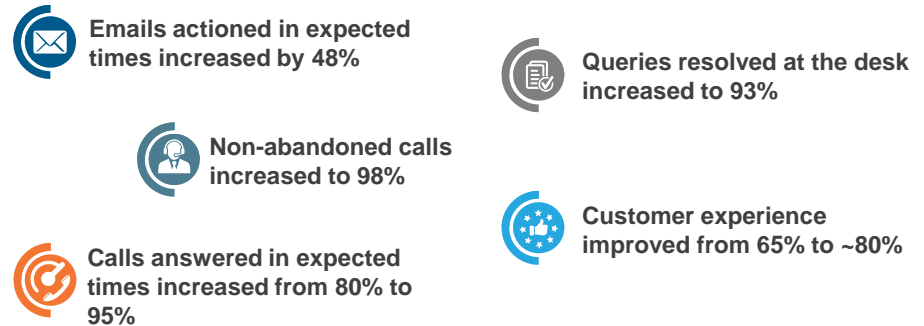 Emails actioned in expected
times increased by 48%
Non-abandoned calls
increased to 98%
Calls answered in expected
times increased from 80% to
95%
Queries resolved at the desk
increased to 93%
Customer experience
improved from 65% to ~80%